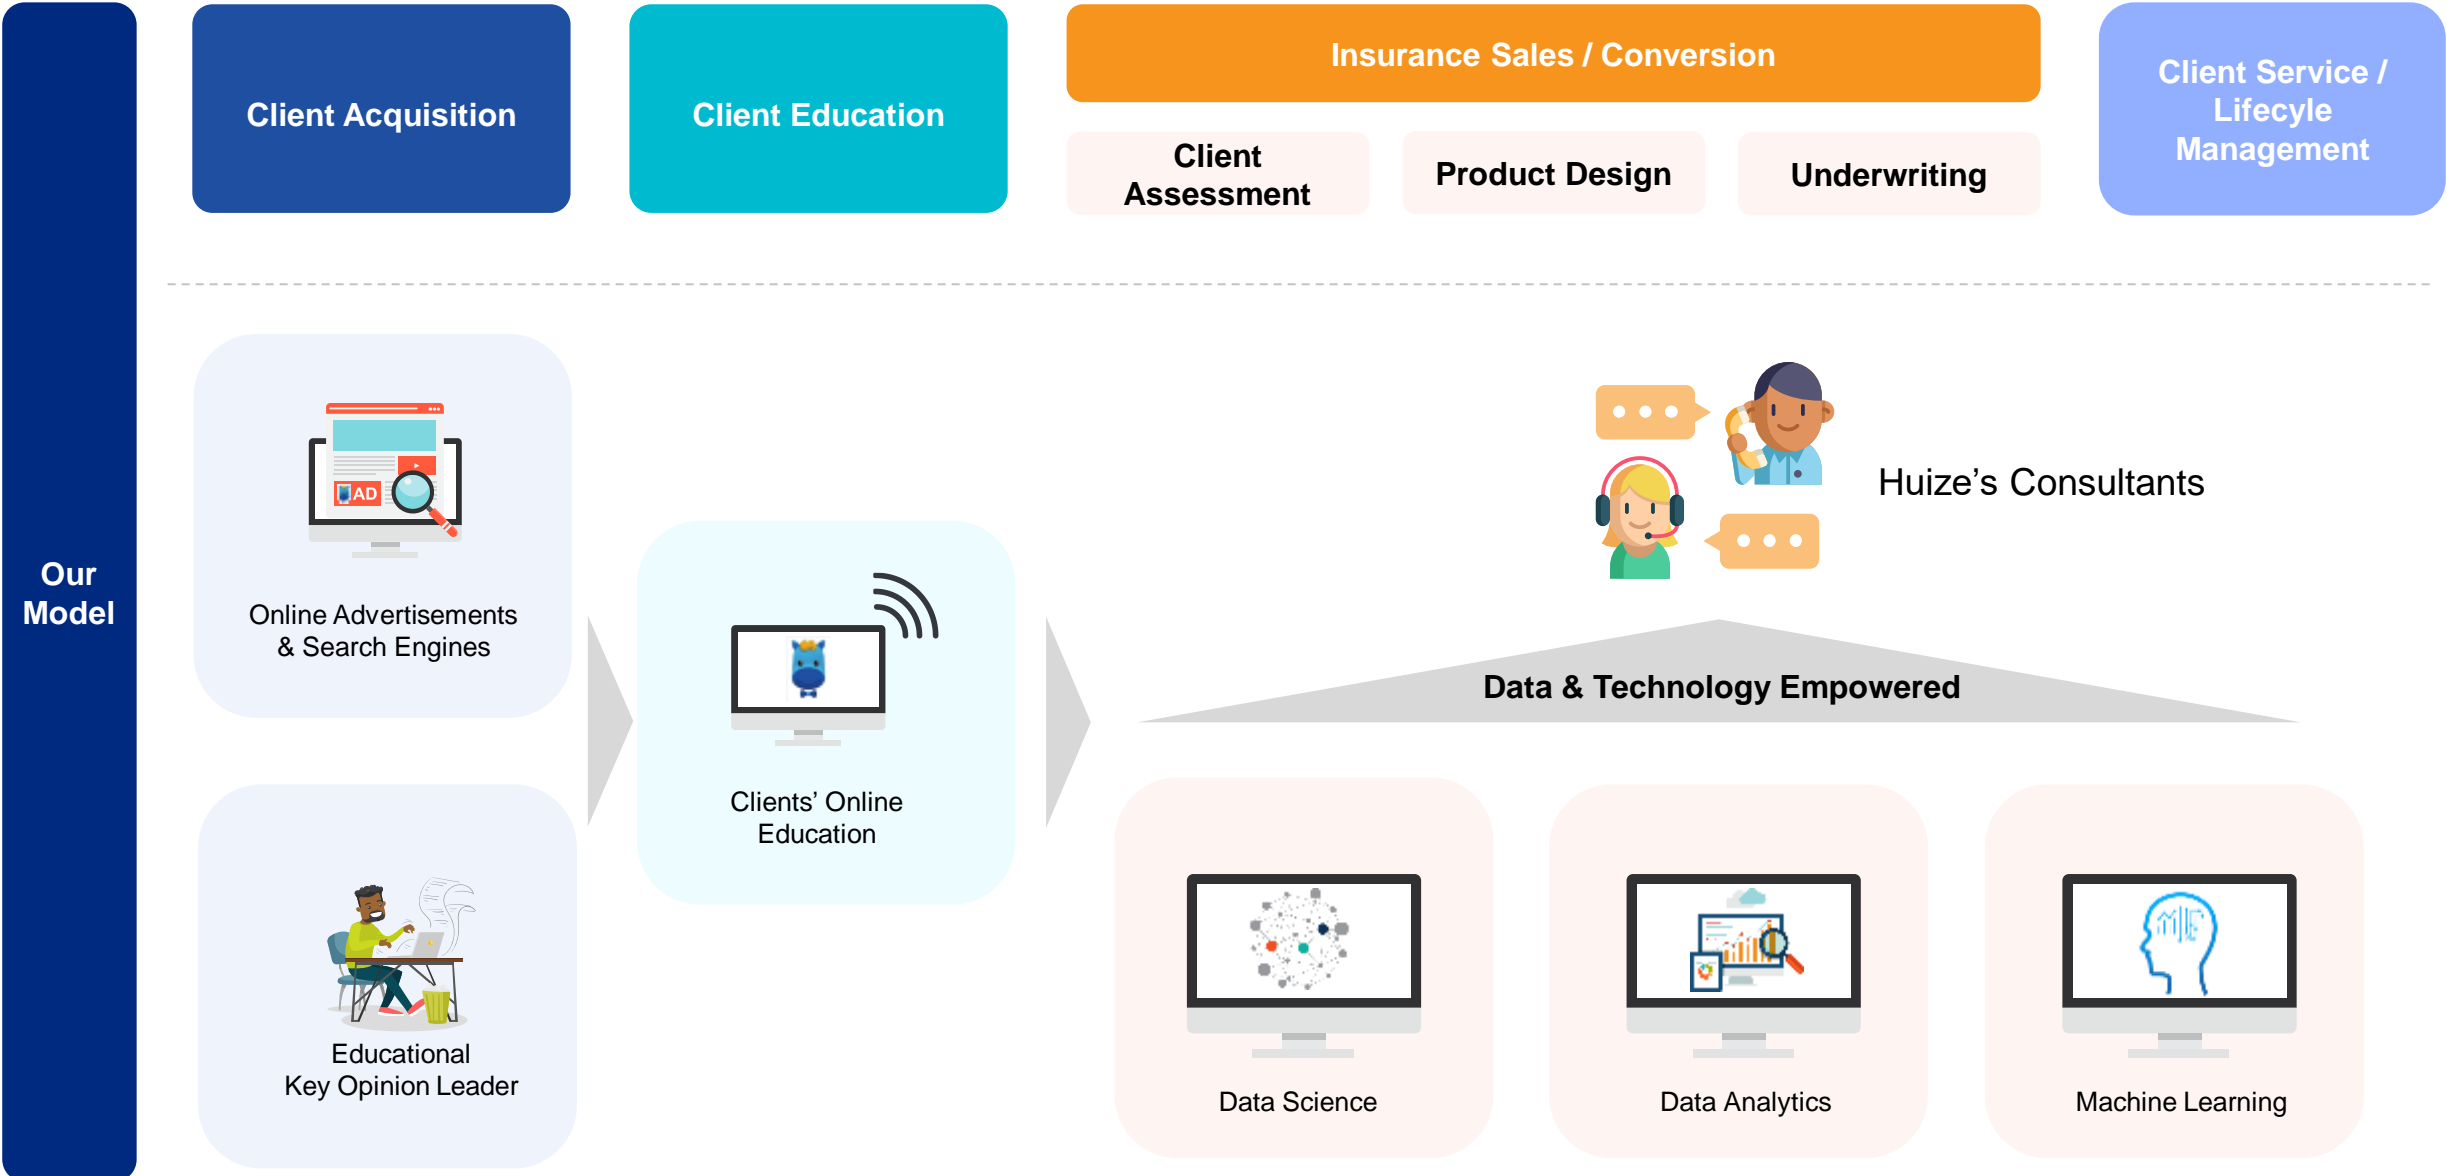 Our
Model
Client Acquisition
Client Education
Insurance Sales / Conversion
Client
Assessment
Product Design
Underwriting
Client Service /
Lifecyle
Management
AD
Online Advertisements
& Search Engines
Educational
Key Opinion Leader
Clients’ Online
Education
Huize’s Consultants
Data & Technology Empowered
Data Science
Data Analytics
Machine Learning